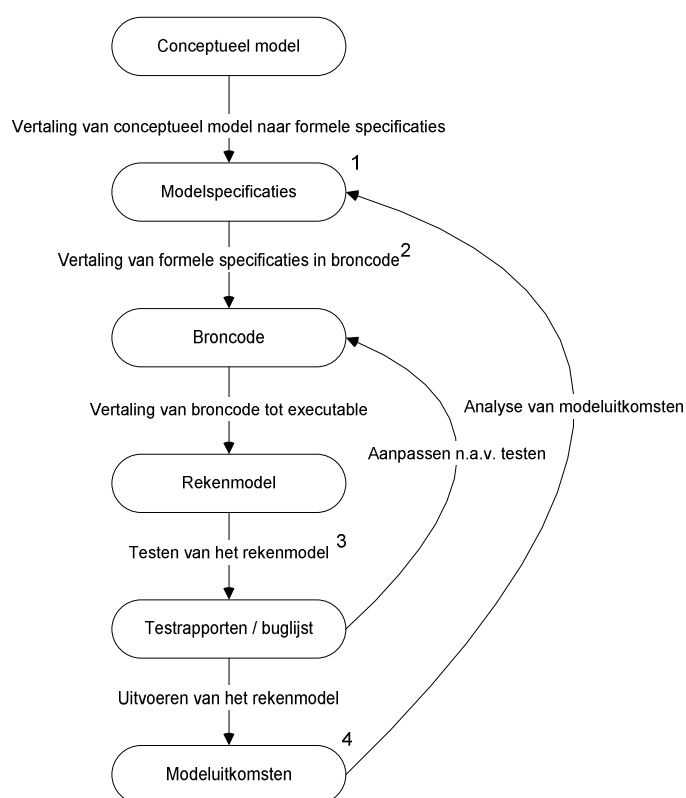 Conceptueel model
Vertaling van conceptueel model naar formele specificaties
1
Modelspecificaties
Vertaling van formele specificaties in broncode 2
Broncode
Vertaling van broncode tot executable
Analyse van modeluitkomsten
Aanpassen n.a.v. testen
Rekenmodel
Testen van het rekenmodel 3
Testrapporten / buglijst
Uitvoeren van het rekenmodel
4
Modeluitkomsten